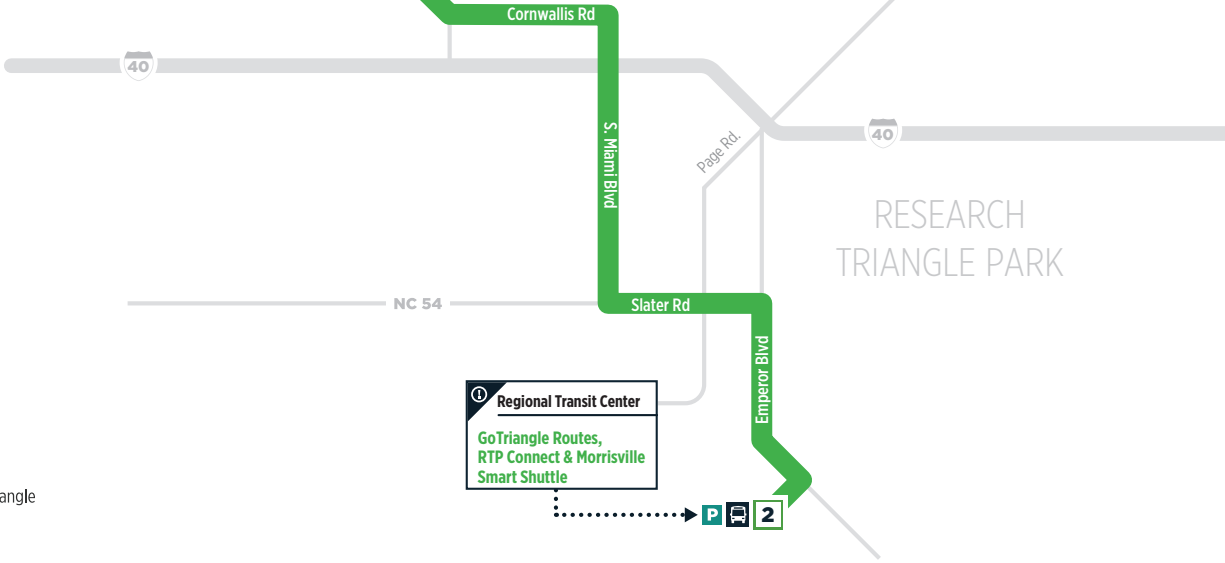 Cornwallis Rd
40
S. Miami Blvd
Page Rd.
40
RESEARCH
TRIANGLE PARK
NC 54
Slater Rd
Emperor Blvd
Regional Transit Center
GoTriangle Routes,
RTP Connect & Morrisville
Smart Shuttle
angle
P
2